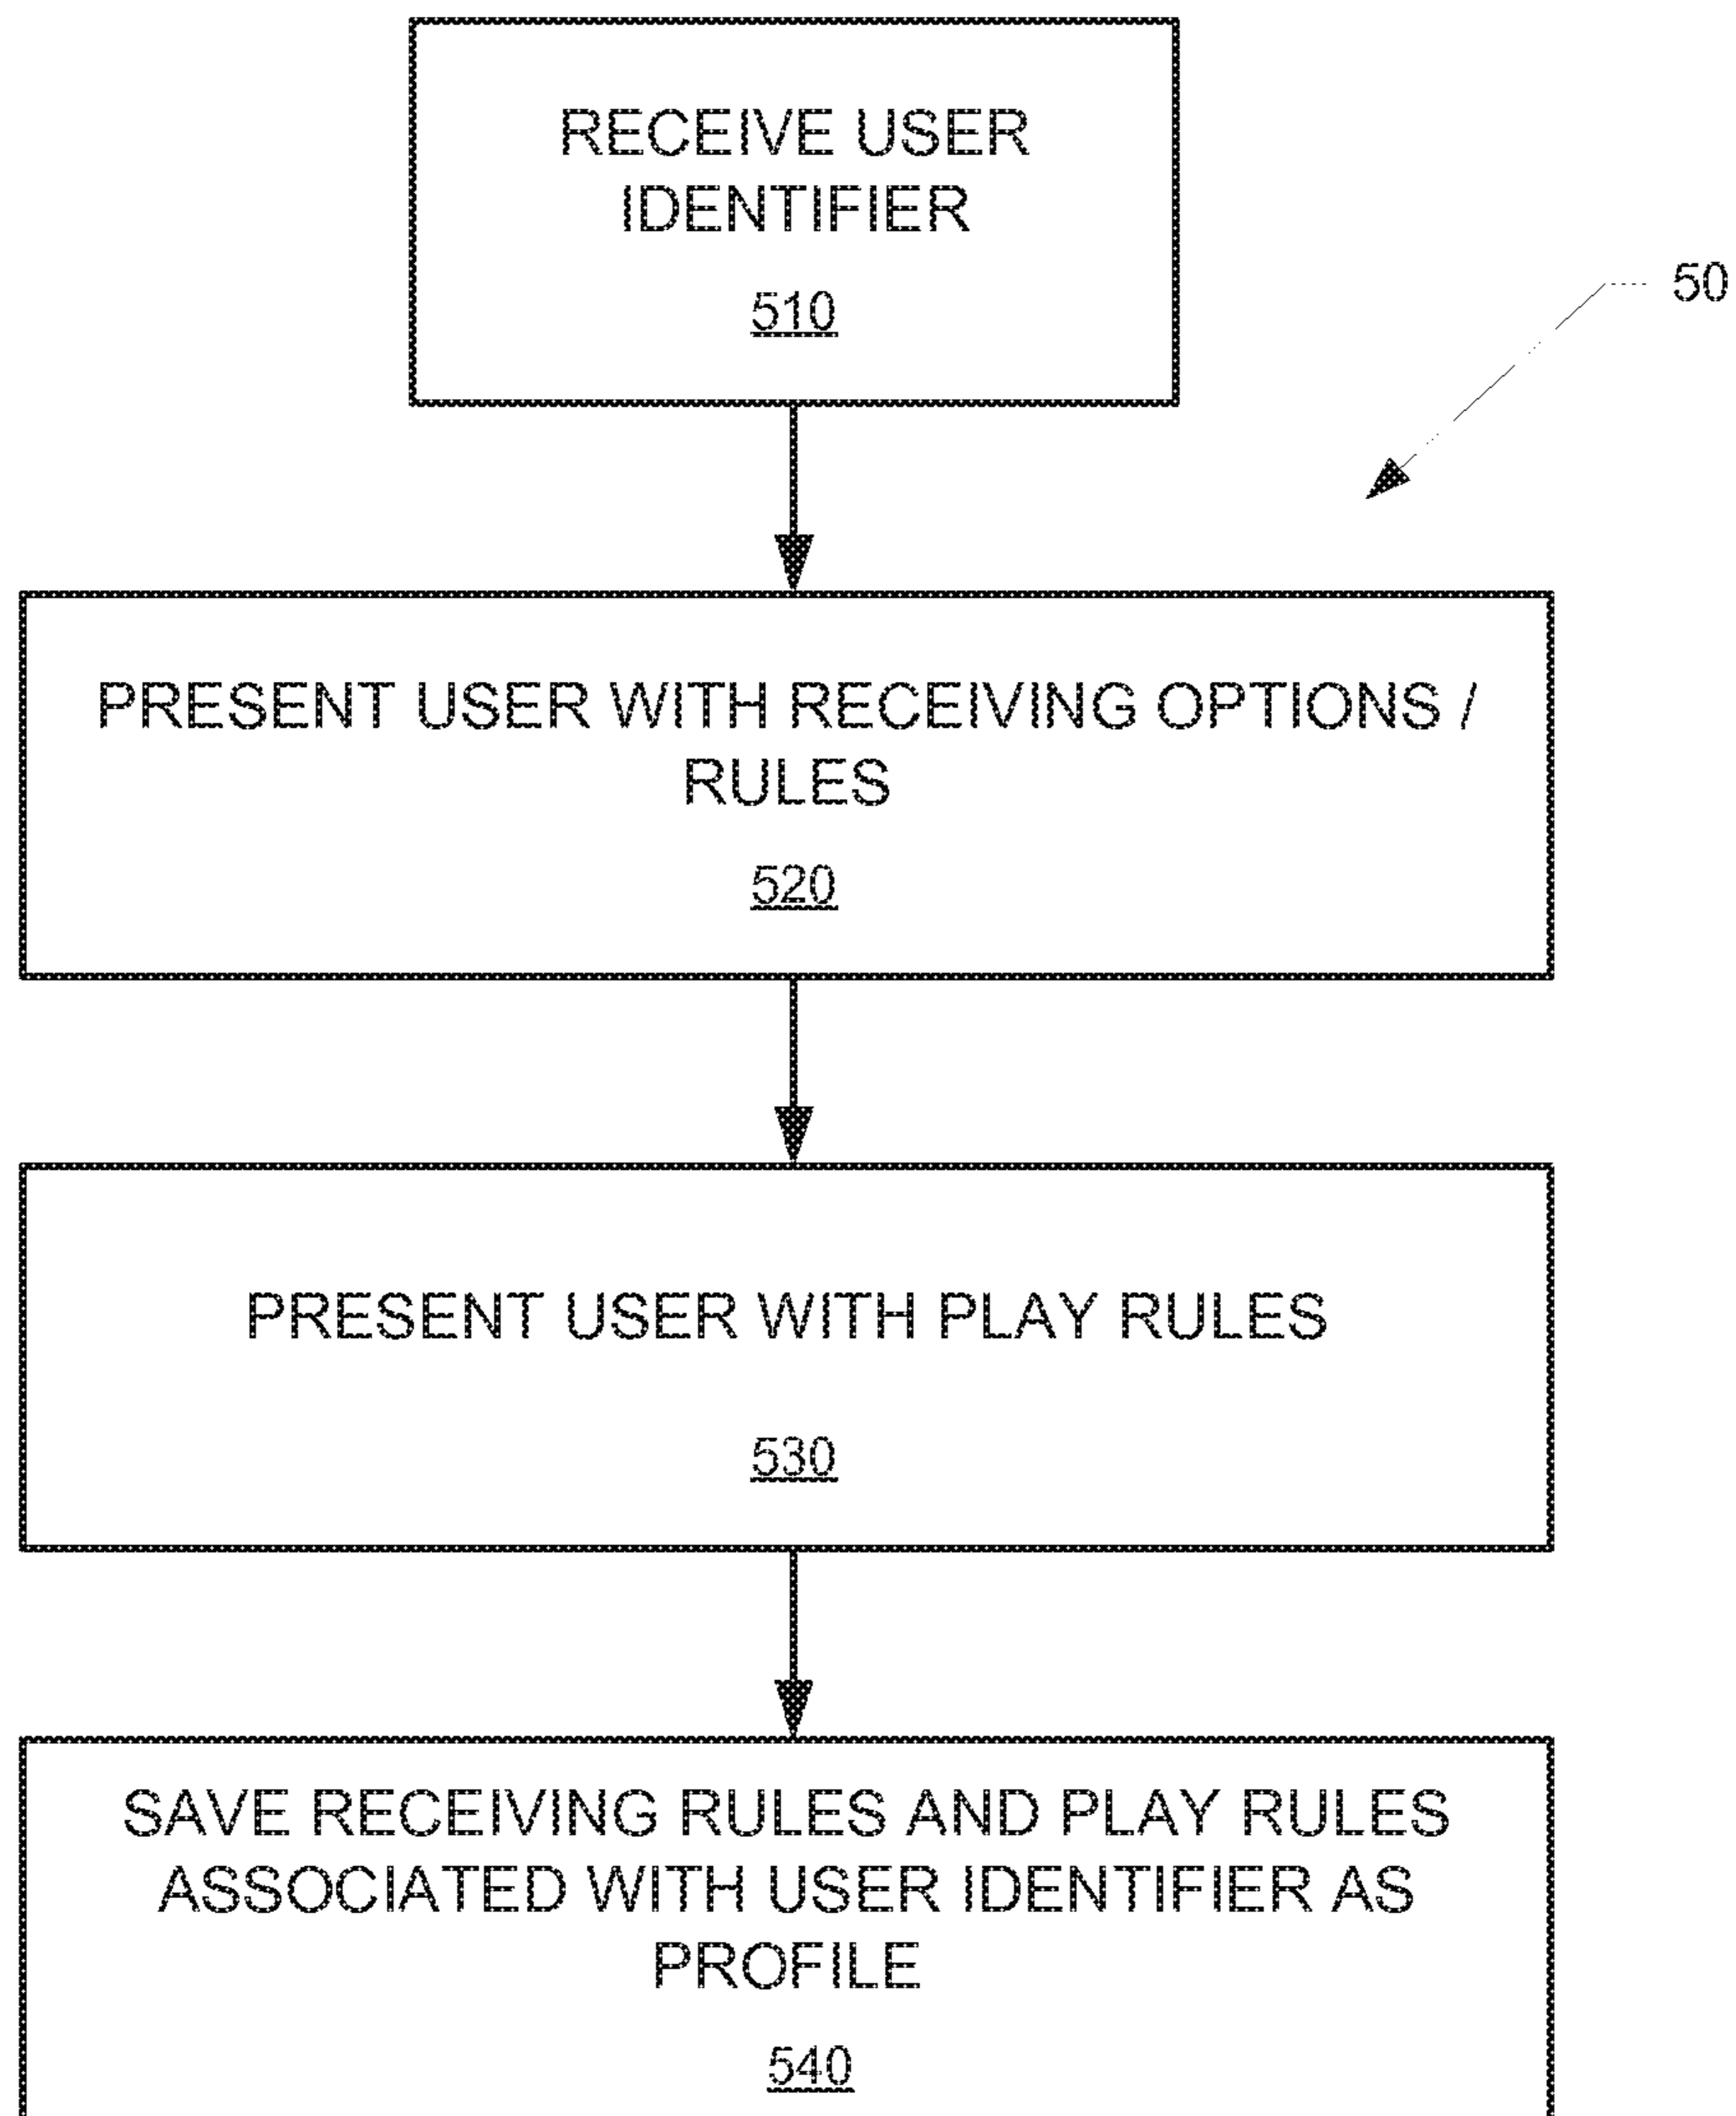 RECEIVE USER
IDENTIFIER
510
50
PRESENT USER WITH RECEIVING OPTIONS /
RULES
520
PRESENT USER WITH PLAY RULES
530
SAVE RECEIVING RULES AND PLAY RULES
ASSOCIATED WITH USER IDENTIFIER AS
PROFILE
540